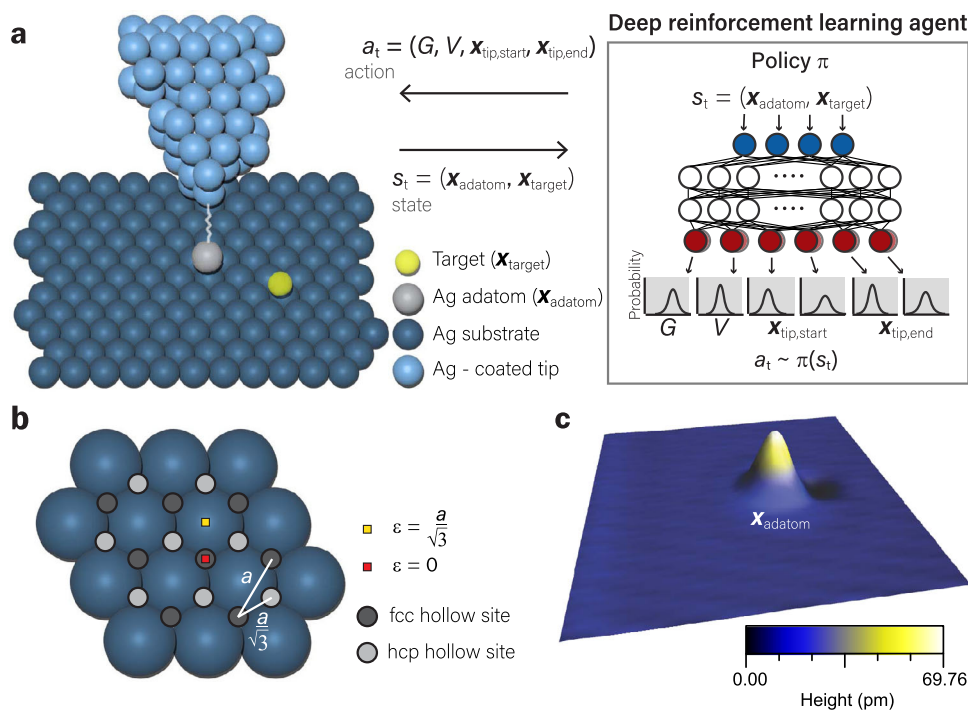 a
Deep reinforcement learning agent
a_t = (G, V, x_tip,start, x_tip,end)
action
s_t = (x_adatom, x_target)
state
Target (x_target)
Ag adatom (x_adatom)
Ag substrate
Ag - coated tip
Policy π
s_t = (x_adatom, x_target)
Probability
G V x_tip,start x_tip,end
a_t ~ π(s_t)
b
a
a/√3
ε = a/√3
ε = 0
fcc hollow site
hcp hollow site
c
x_adatom
0.00 69.76
Height (pm)